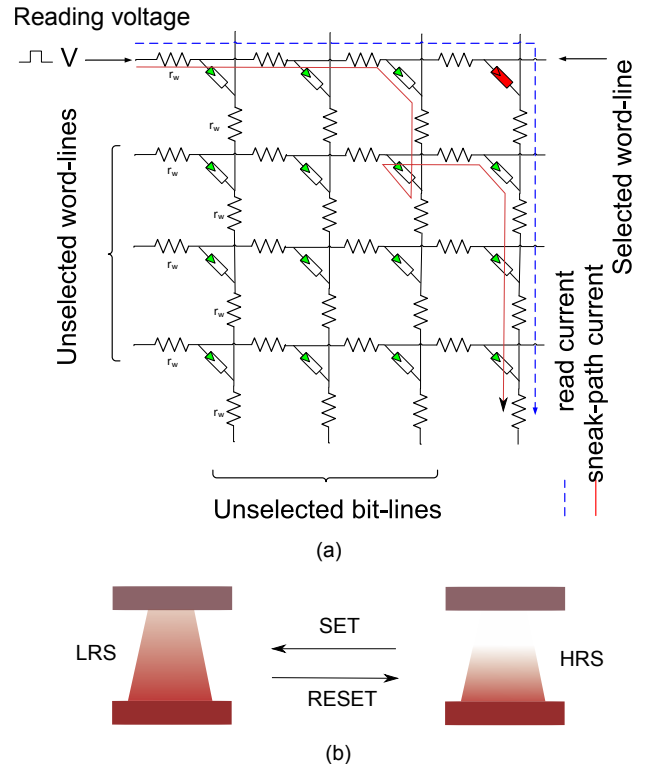 Reading voltage
V
r_w
r_w
r_w
r_w
r_w
r_w
r_w
r_w
Unselected word-lines
Selected word-line
read current
sneak-path current
Unselected bit-lines
(a)
LRS
SET
RESET
HRS
(b)